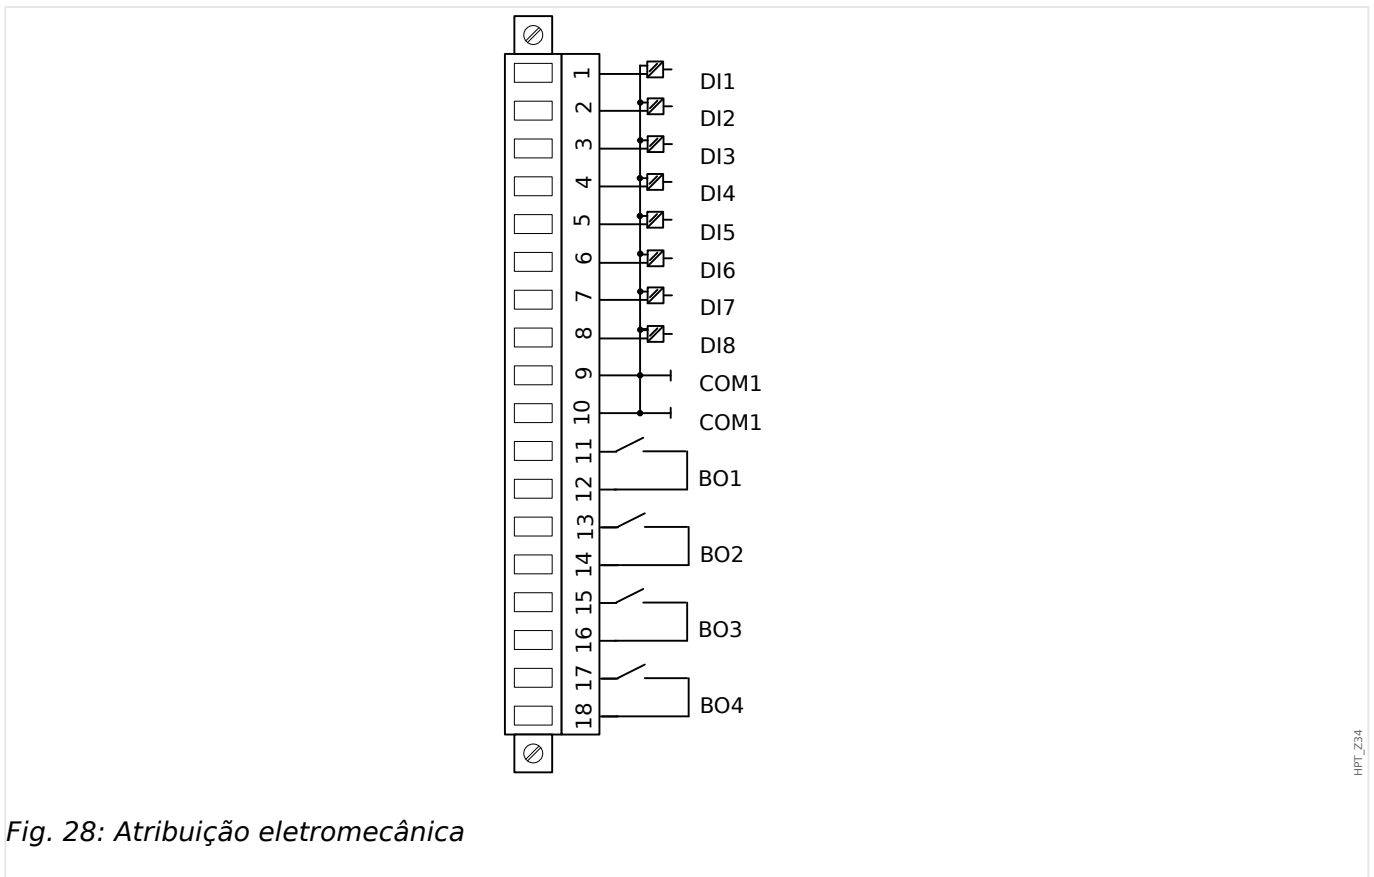 1 DI1
2 DI2
3 DI3
4 DI4
5 DI5
6 DI6
7 DI7
8 DI8
9 COM1
10 COM1
11
BO1
12
13
BO2
14
15
BO3
16
17
BO4
18
HPT_Z34
Fig. 28: Atribuição eletromecânica